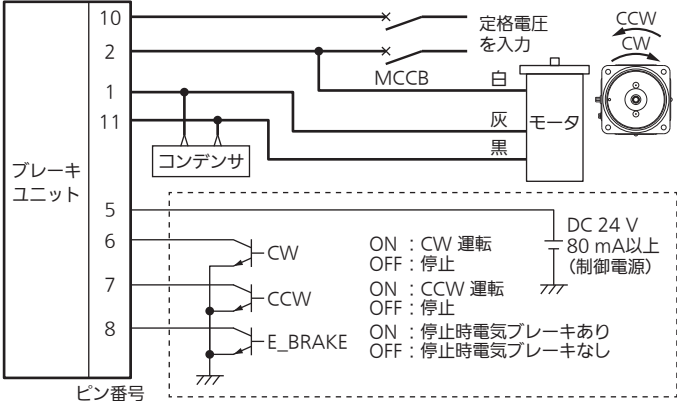 10
定格電圧
を入力
CCW
CW
2
MCCB
白
1
灰
モータ
11
黒
コンデンサ
ブレーキ
ユニット
5
DC 24 V
80 mA以上
(制御電源)
6
CW
ON : CW 運転
OFF : 停止
7
CCW
ON : CCW 運転
OFF : 停止
8
E_BRAKE
ON : 停止時電気ブレーキあり
OFF : 停止時電気ブレーキなし
ピン番号